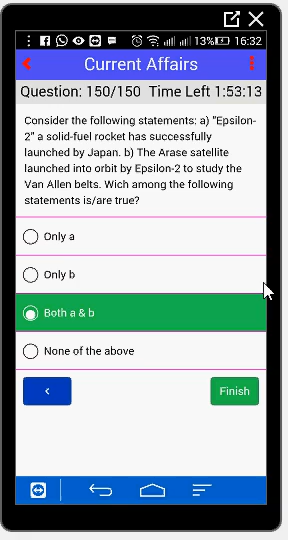 13% 16:32
Current Affairs
Question: 150/150 Time Left 1:53:13
Consider the following statements: a) "Epsilon-
2" a solid-fuel rocket has successfully
launched by Japan. b) The Arase satellite
launched into orbit by Epsilon-2 to study the
Van Allen belts. Wich among the following
statements is/are true?
Only a
Only b
Both a & b
None of the above
<
Finish